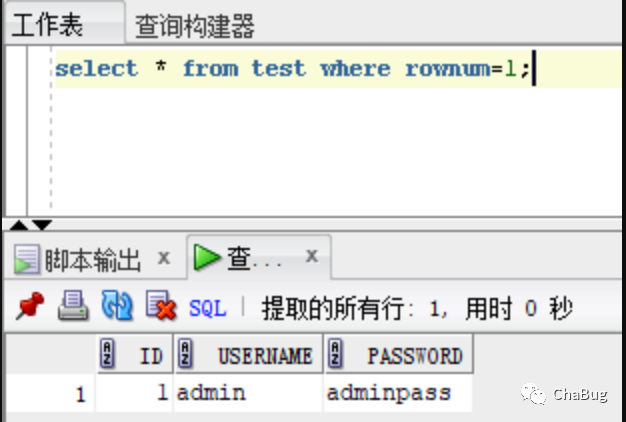 工作表 查询构建器
select * from test where rownum=1;
脚本输出 x 查... x
SQL | 提取的所有行: 1, 用时 0 秒
ID USERNAME PASSWORD
1 1 admin adminpass
ChaBug